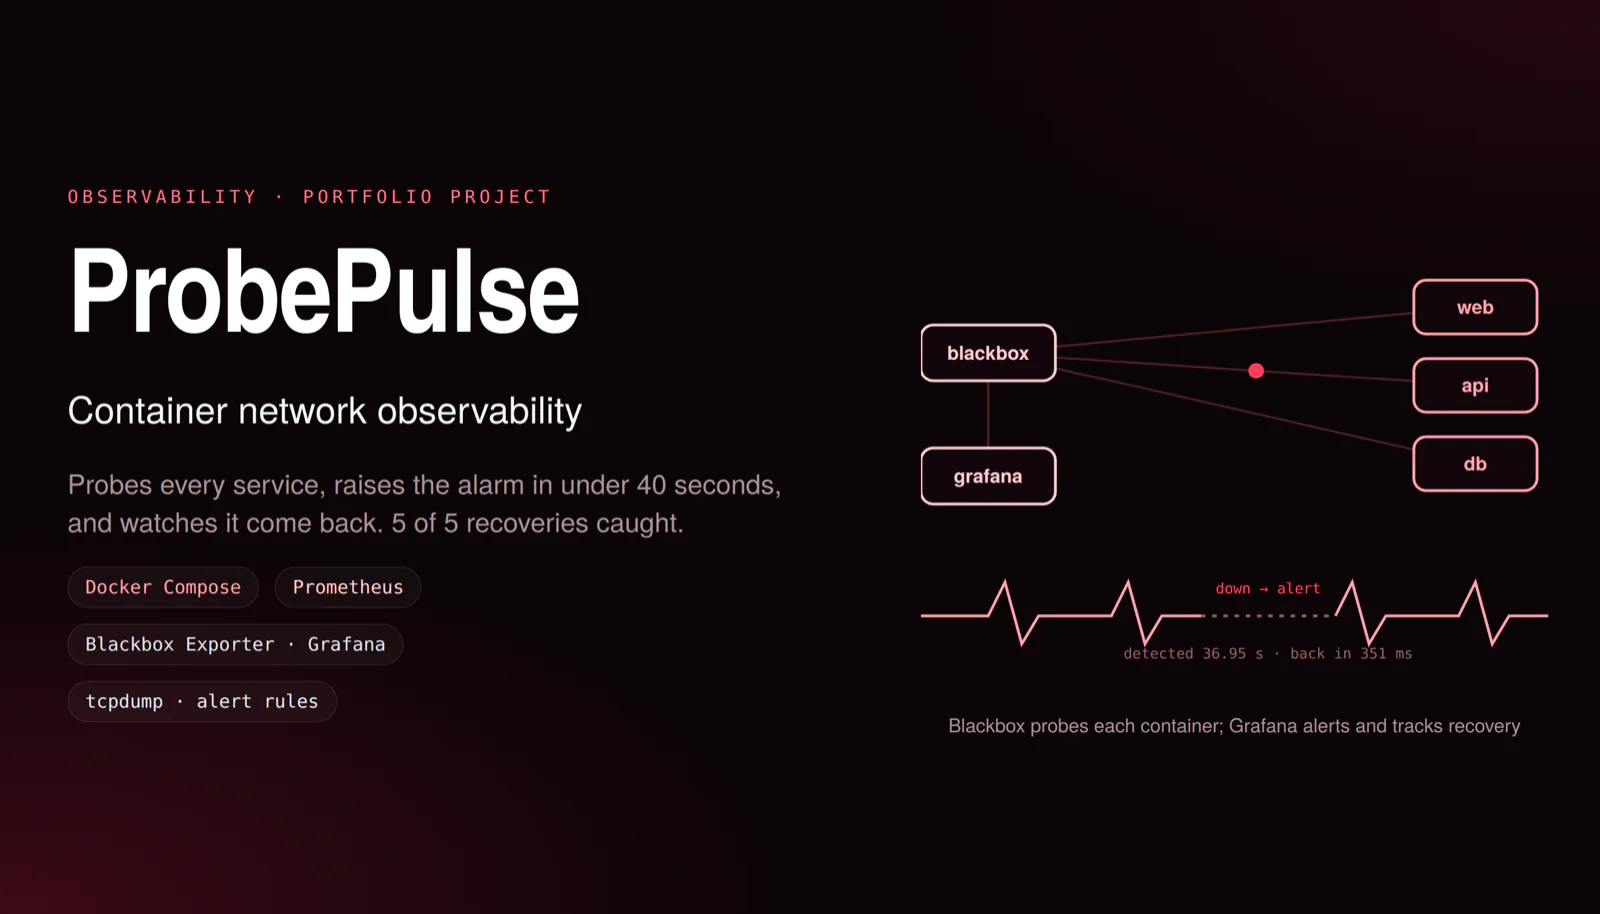 OBSERVABILITY · PORTFOLIO PROJECT
ProbePulse
Container network observability
Probes every service, raises the alarm in under 40 seconds,
and watches it come back. 5 of 5 recoveries caught.
Docker Compose
Prometheus
Blackbox Exporter · Grafana
tcpdump · alert rules
blackbox
grafana
web
api
db
down → alert
detected 36.95 s · back in 351 ms
Blackbox probes each container; Grafana alerts and tracks recovery